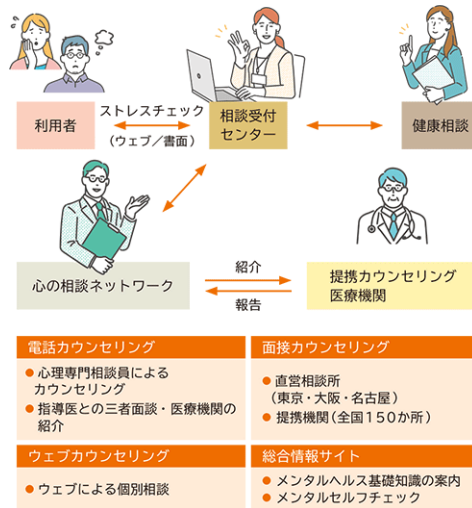 利用者
ストレスチェック
(ウェブ/書面)
相談受付
センター
健康相談
心の相談ネットワーク
紹介
報告
提携カウンセリング
医療機関
電話カウンセリング
● 心理専門相談員による
カウンセリング
● 指導医との三者面談・医療機関の
紹介
面接カウンセリング
● 直営相談所
(東京・大阪・名古屋)
● 提携機関(全国150か所)
ウェブカウンセリング
● ウェブによる個別相談
総合情報サイト
● メンタルヘルス基礎知識の案内
● メンタルセルフチェック